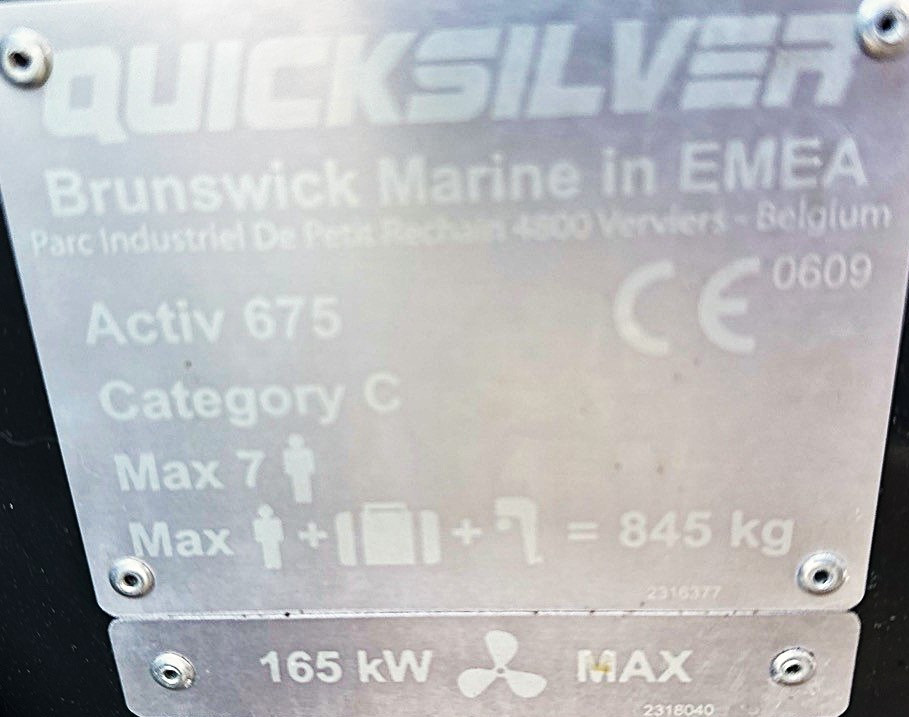 QUICKSILVER
Brunswick Marine in EMEA
Parc Industriel De Petit Rechain 4800 Verviers - Belgium
CE 0609
Activ 675
Category C
Max 7
Max + + = 845 kg
2316377
165 kW MAX
2318040